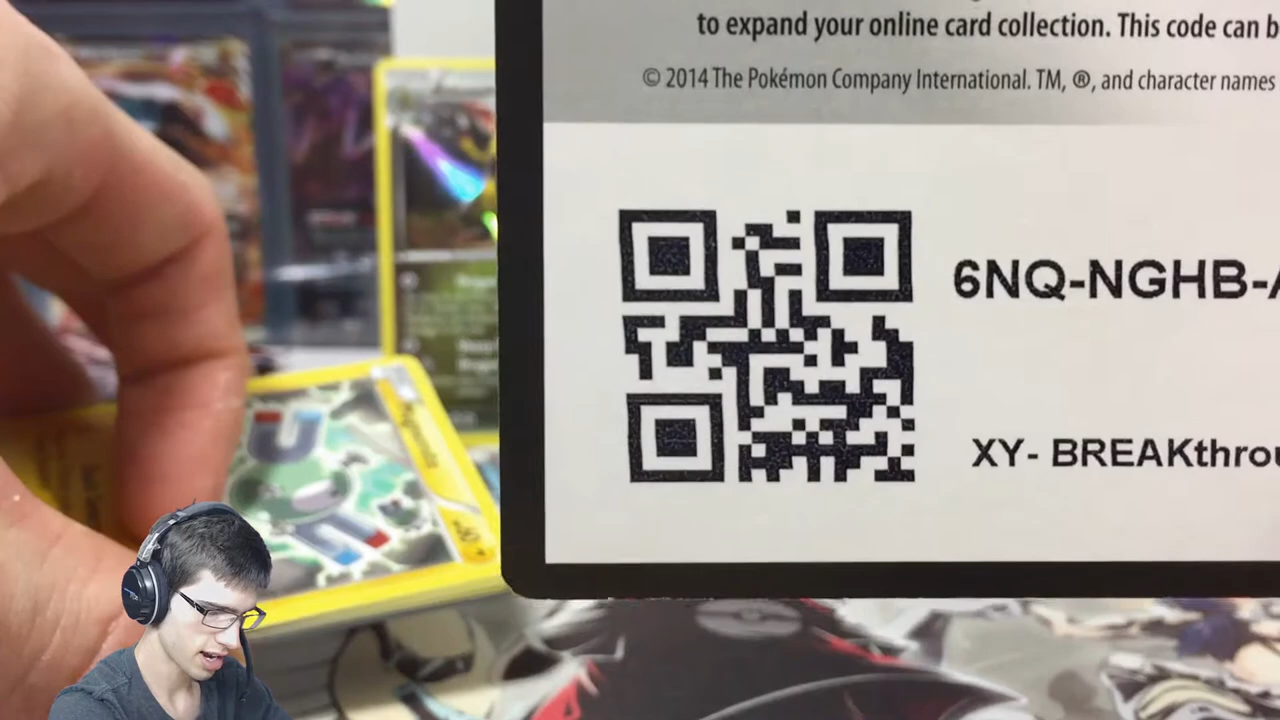 to expand your online card collection. This code can b
© 2014 The Pokémon Company International. TM, ®, and character names
6NQ-NGHB-A
XY- BREAKthrou